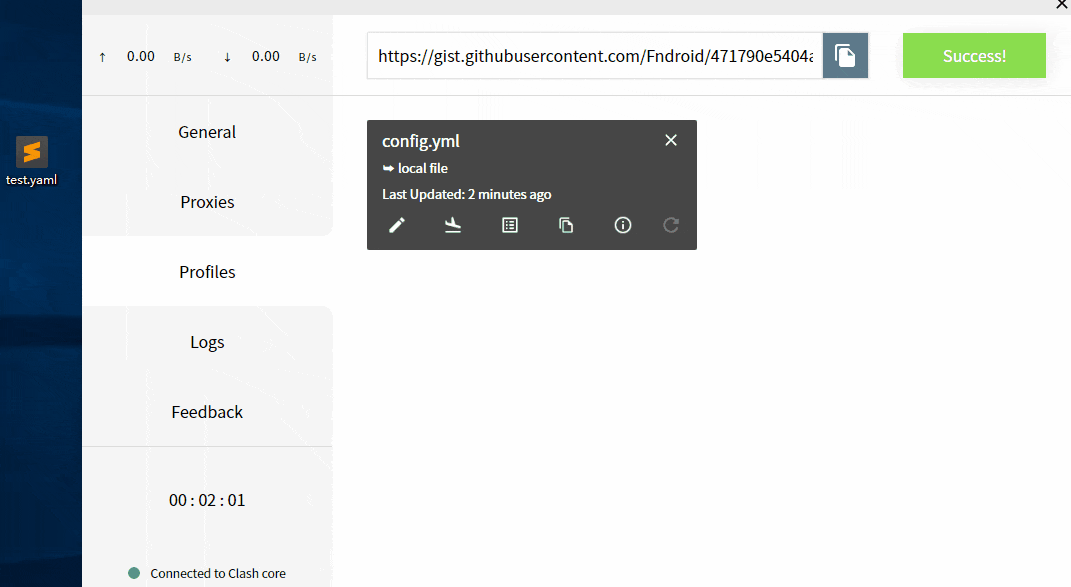 ↑ 0.00 B/s ↓ 0.00 B/s
https://gist.githubusercontent.com/Fndroid/471790e5404a
Success!
test.yaml
General
Proxies
Profiles
Logs
Feedback
00 : 02 : 01
Connected to Clash core
config.yml
local file
Last Updated: 2 minutes ago